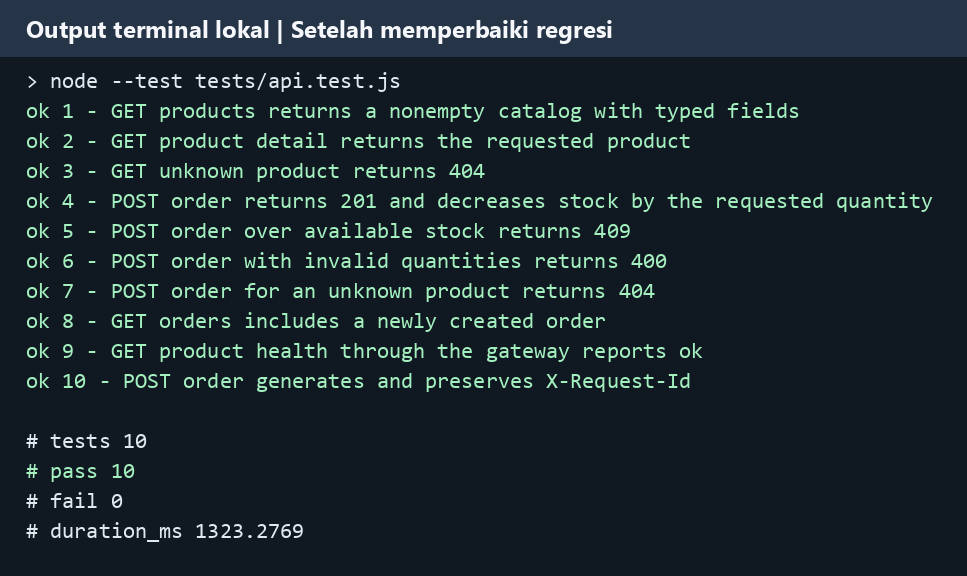 Output terminal lokal | Setelah memperbaiki regresi
> node --test tests/api.test.js
ok 1 - GET products returns a nonempty catalog with typed fields
ok 2 - GET product detail returns the requested product
ok 3 - GET unknown product returns 404
ok 4 - POST order returns 201 and decreases stock by the requested quantity
ok 5 - POST order over available stock returns 409
ok 6 - POST order with invalid quantities returns 400
ok 7 - POST order for an unknown product returns 404
ok 8 - GET orders includes a newly created order
ok 9 - GET product health through the gateway reports ok
ok 10 - POST order generates and preserves X-Request-Id
# tests 10
# pass 10
# fail 0
# duration_ms 1323.2769